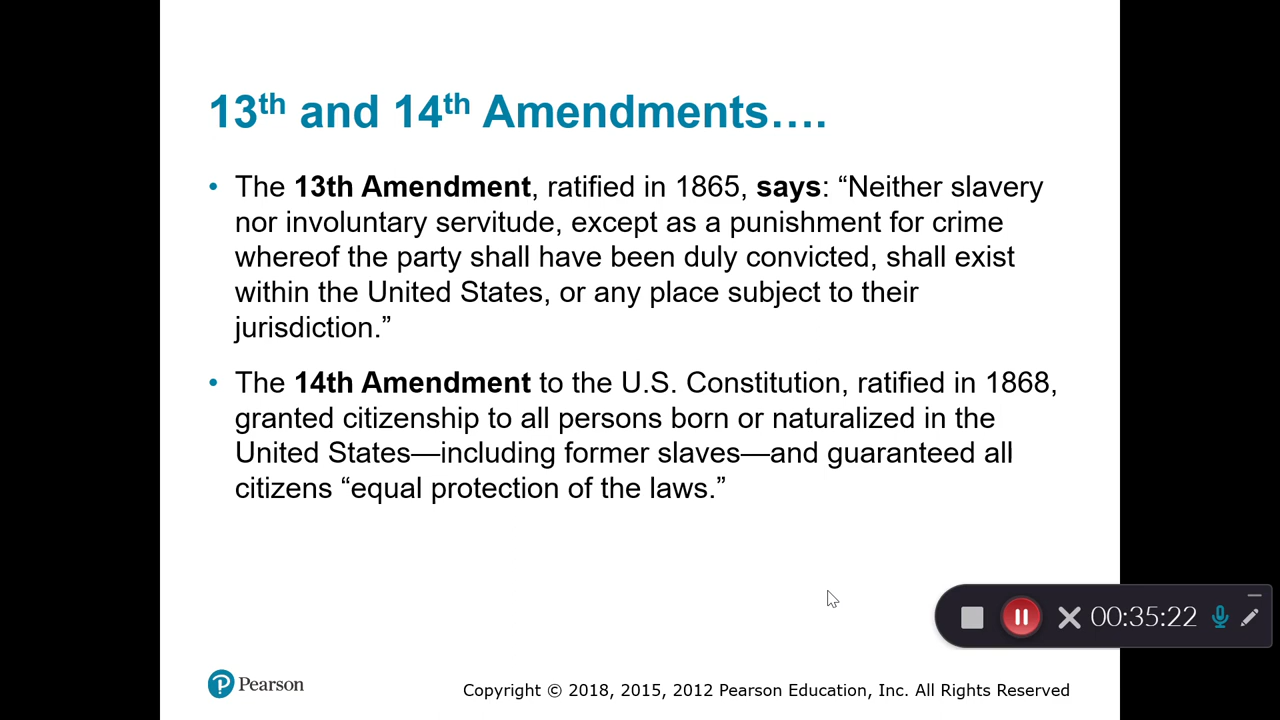 13th and 14th Amendments….
• The 13th Amendment, ratified in 1865, says: “Neither slavery
nor involuntary servitude, except as a punishment for crime
whereof the party shall have been duly convicted, shall exist
within the United States, or any place subject to their
jurisdiction.”
• The 14th Amendment to the U.S. Constitution, ratified in 1868,
granted citizenship to all persons born or naturalized in the
United States—including former slaves—and guaranteed all
citizens “equal protection of the laws.”
00:35:22
Pearson
Copyright © 2018, 2015, 2012 Pearson Education, Inc. All Rights Reserved